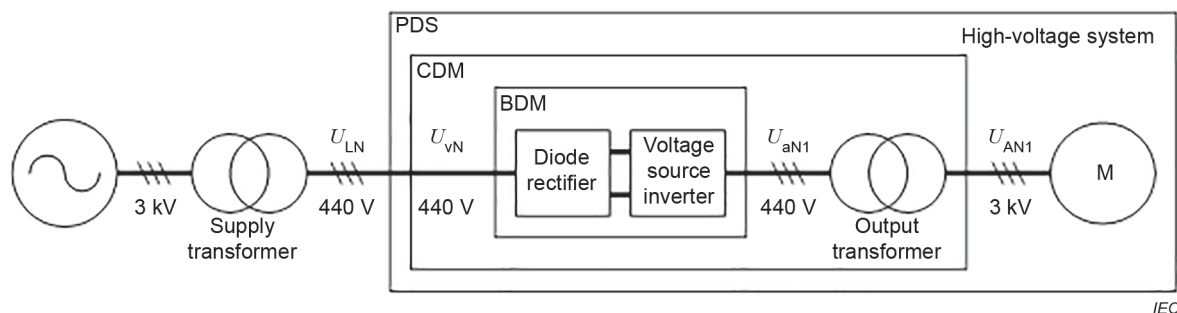 PDS
High-voltage system
CDM
BDM
U_LN
U_vN
U_aN1
U_AN1
Diode
rectifier
Voltage
source
inverter
M
3 kV
440 V
440 V
440 V
3 kV
Supply
transformer
Output
transformer
IEC